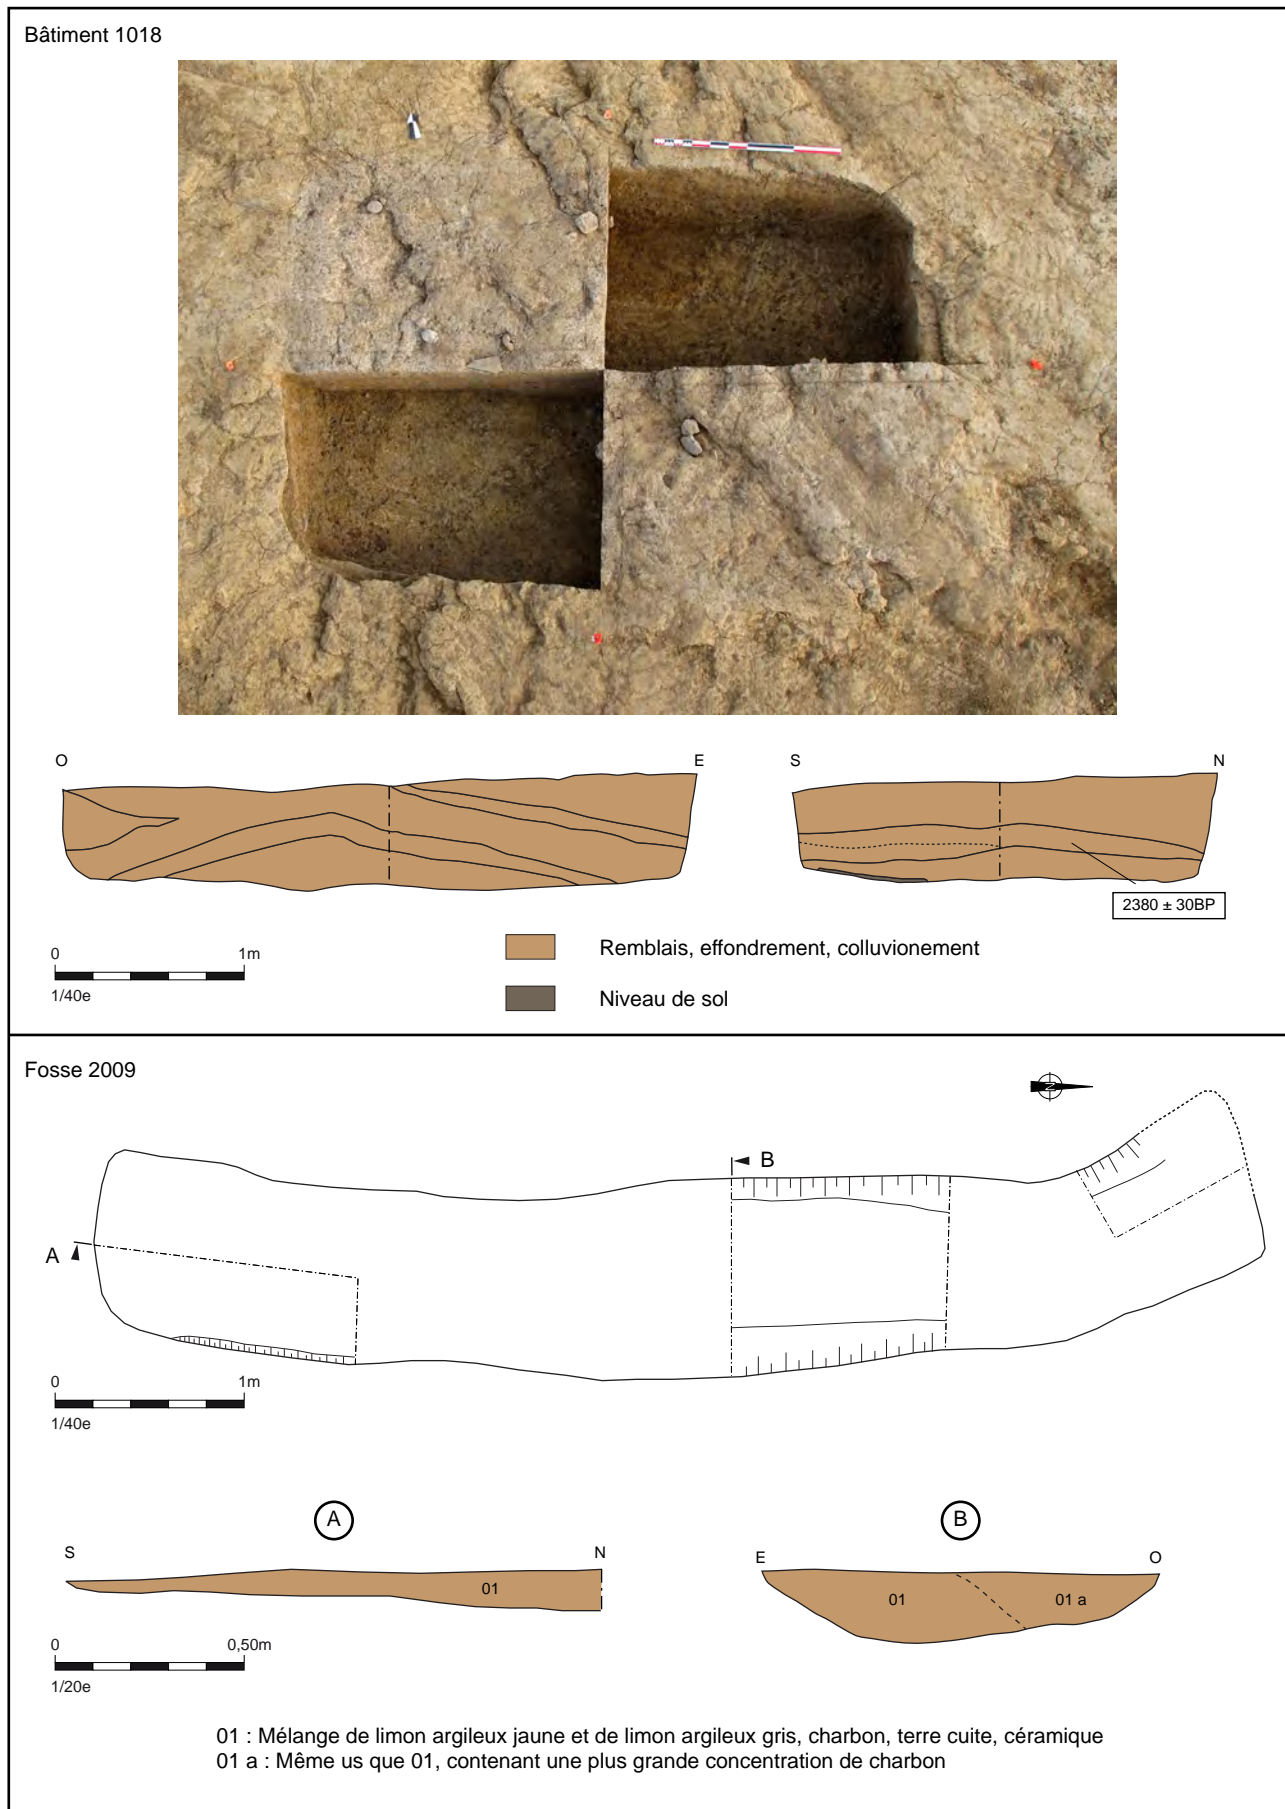 Bâtiment 1018
O
E
S
N
2380 ± 30BP
0 1m
1/40e
Remblais, effondrement, colluvionement
Niveau de sol
Fosse 2009
N
B
A
0 1m
1/40e
A
B
S
N
E
O
01
01
01 a
0 0,50m
1/20e
01 : Mélange de limon argileux jaune et de limon argileux gris, charbon, terre cuite, céramique
01 a : Même us que 01, contenant une plus grande concentration de charbon